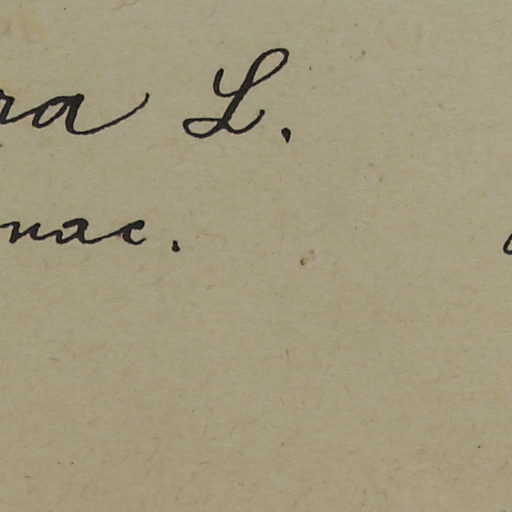 ra L.
nac.